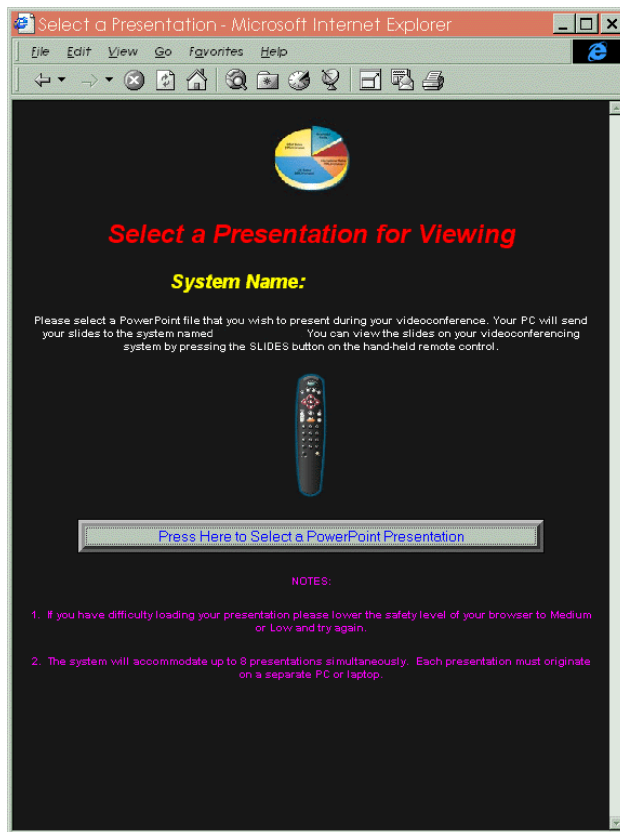 Select a Presentation - Microsoft Internet Explorer
File Edit View Go Favorites Help
Select a Presentation for Viewing
System Name:
Please select a PowerPoint file that you wish to present during your videoconference. Your PC will send
your slides to the system named You can view the slides on your videoconferencing
system by pressing the SLIDES button on the hand-held remote control.
Press Here to Select a PowerPoint Presentation
NOTES:
1. If you have difficulty loading your presentation please lower the safety level of your browser to Medium
or Low and try again.
2. The system will accommodate up to 8 presentations simultaneously. Each presentation must originate
on a separate PC or laptop.